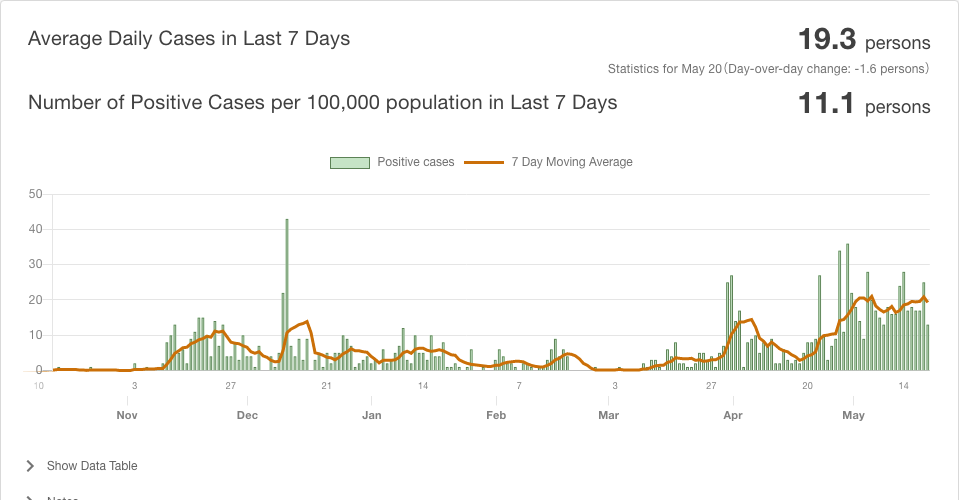 Average Daily Cases in Last 7 Days
19.3 persons
Statistics for May 20(Day-over-day change: -1.6 persons)
Number of Positive Cases per 100,000 population in Last 7 Days
11.1 persons
Positive cases 7 Day Moving Average
50
40
30
20
10
0
10 3 27 21 14 7 3 27 20 14
Nov Dec Jan Feb Mar Apr May
Show Data Table
Notes